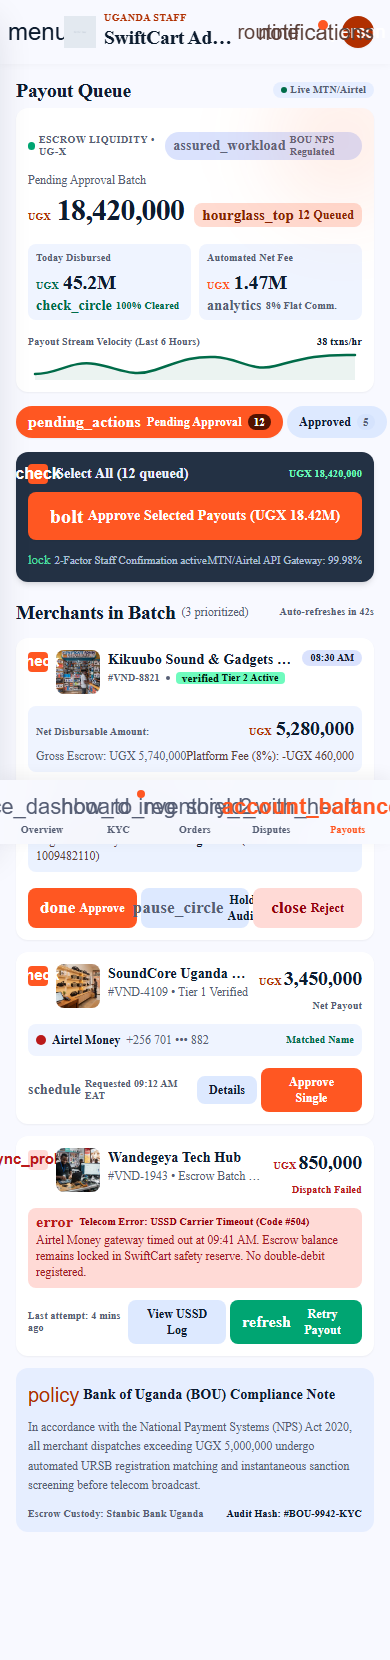 menu
UGANDA STAFF
SwiftCart Ad…
Payout Queue
Live MTN/Airtel
ESCROW LIQUIDITY •
UG-X
assured_workload
BOU NPS
Regulated
Pending Approval Batch
UGX 18,420,000
hourglass_top 12 Queued
Today Disbursed
UGX 45.2M
check_circle 100% Cleared
Automated Net Fee
UGX 1.47M
analytics 8% Flat Comm.
Payout Stream Velocity (Last 6 Hours)
38 txns/hr
pending_actions Pending Approval 12
Approved 5
check
Select All (12 queued)
UGX 18,420,000
bolt Approve Selected Payouts (UGX 18.42M)
lock 2-Factor Staff Confirmation active
MTN/Airtel API Gateway: 99.98%
Merchants in Batch (3 prioritized)
Auto-refreshes in 42s
Kikuubo Sound & Gadgets …
08:30 AM
#VND-8821 • verified Tier 2 Active
Net Disbursable Amount:
UGX 5,280,000
Gross Escrow: UGX 5,740,000
Platform Fee (8%): -UGX 460,000
Overview
KYC
Orders
Disputes
Payouts
1009482110)
done Approve
pause_circle
Hold
Audi
close Reject
SoundCore Uganda …
UGX 3,450,000
#VND-4109 • Tier 1 Verified
Net Payout
Airtel Money +256 701 ••• 882
Matched Name
schedule
Requested 09:12 AM
EAT
Details
Approve
Single
Wandegeya Tech Hub
UGX 850,000
#VND-1943 • Escrow Batch …
Dispatch Failed
error Telecom Error: USSD Carrier Timeout (Code #504)
Airtel Money gateway timed out at 09:41 AM. Escrow balance
remains locked in SwiftCart safety reserve. No double-debit
registered.
Last attempt: 4 mins
ago
View USSD
Log
refresh
Retry
Payout
policy Bank of Uganda (BOU) Compliance Note
In accordance with the National Payment Systems (NPS) Act 2020,
all merchant dispatches exceeding UGX 5,000,000 undergo
automated URSB registration matching and instantaneous sanction
screening before telecom broadcast.
Escrow Custody: Stanbic Bank Uganda
Audit Hash: #BOU-9942-KYC